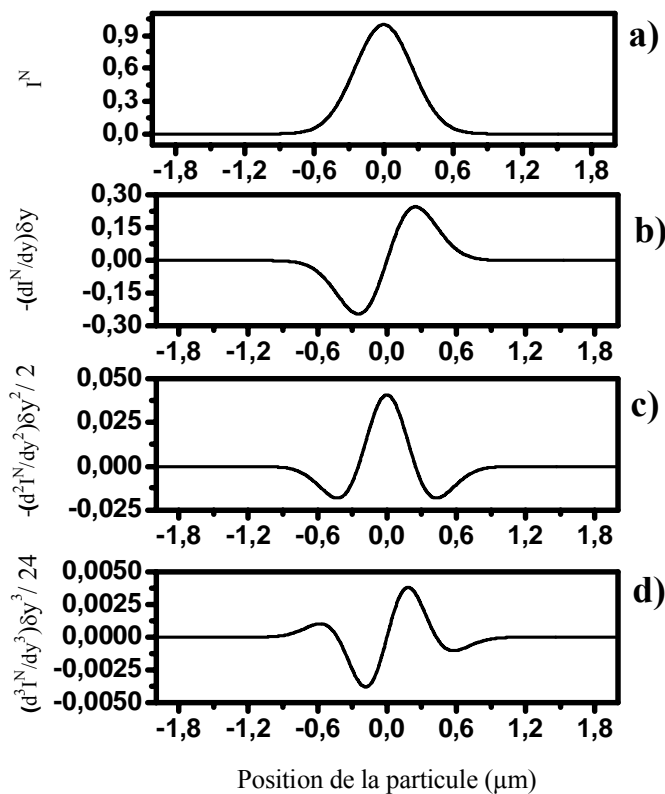 I^N
0,9
0,6
0,3
0,0
a)
-1,8 -1,2 -0,6 0,0 0,6 1,2 1,8
-(dI^N/dy)δy
0,30
0,15
0,00
-0,15
-0,30
b)
-1,8 -1,2 -0,6 0,0 0,6 1,2 1,8
-(d²I^N/dy²)δy²/ 2
0,050
0,025
0,000
-0,025
c)
-1,8 -1,2 -0,6 0,0 0,6 1,2 1,8
(d³I^N/dy³)δy³/ 24
0,0050
0,0025
0,0000
-0,0025
-0,0050
d)
-1,8 -1,2 -0,6 0,0 0,6 1,2 1,8
Position de la particule (μm)